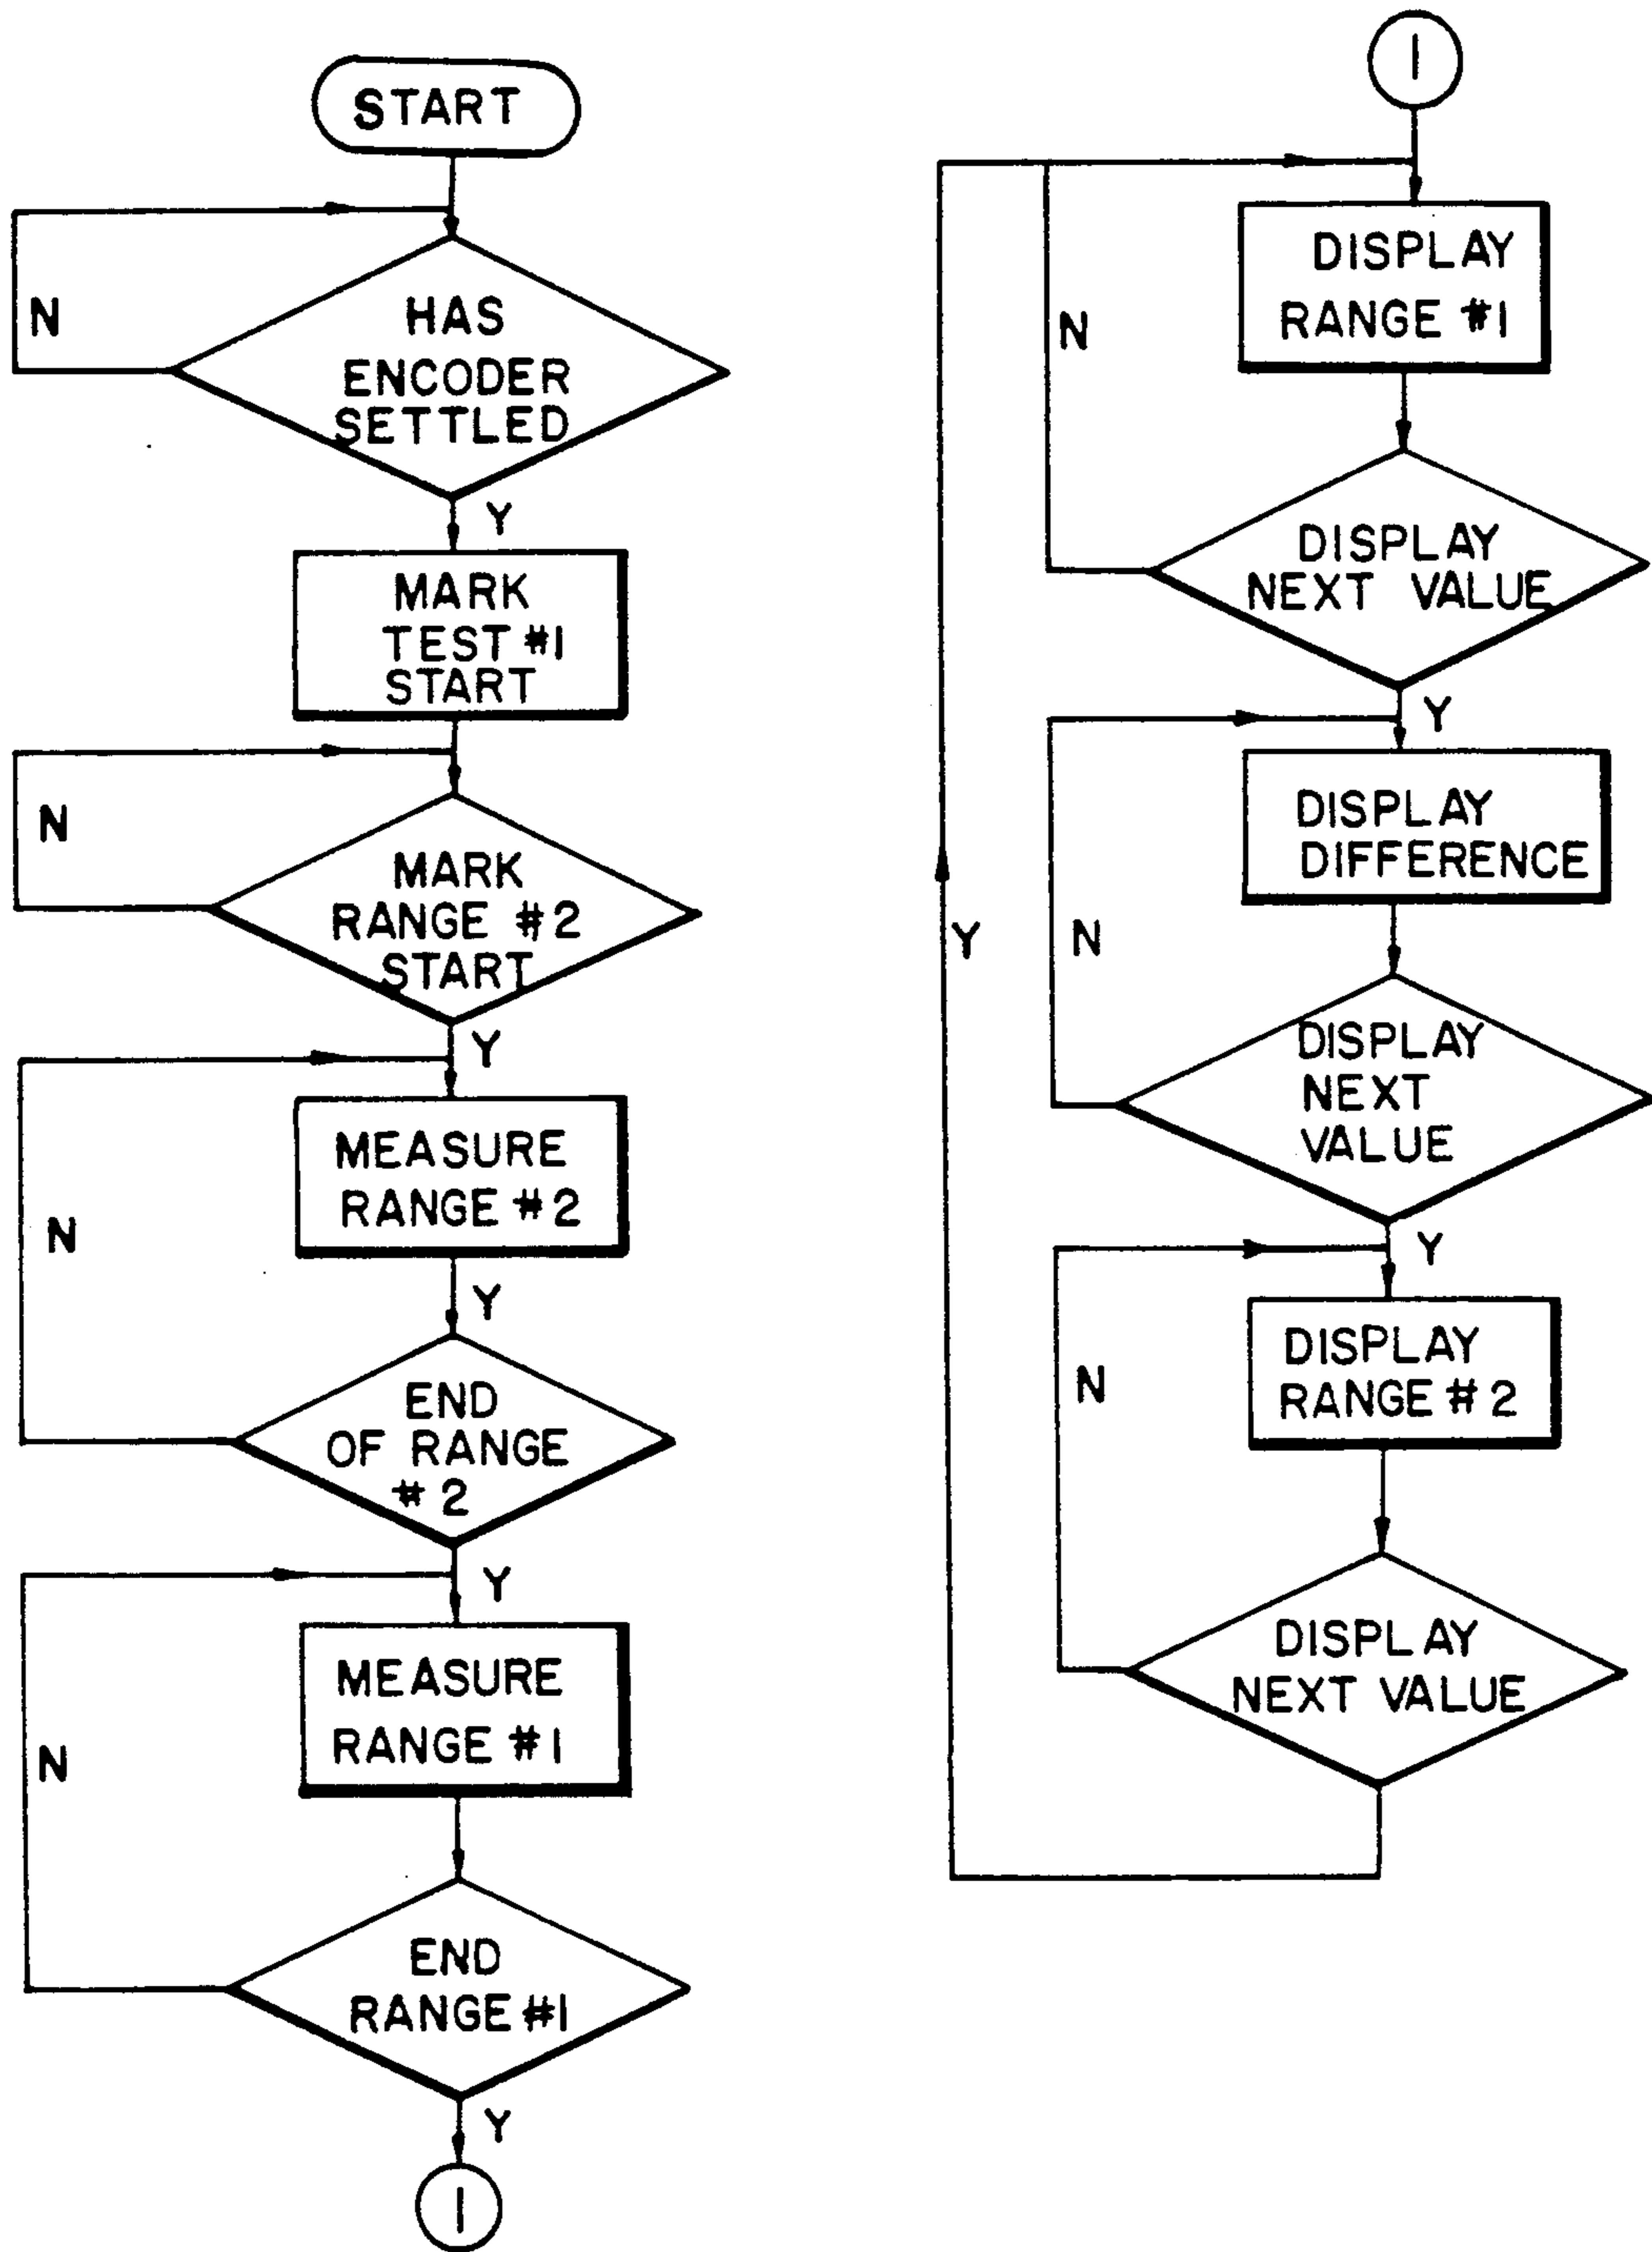 START
N
HAS
ENCODER
SETTLED
Y
MARK
TEST #1
START
N
MARK
RANGE #2
START
Y
MEASURE
RANGE #2
N
Y
END
OF RANGE
#2
Y
MEASURE
RANGE #1
N
END
RANGE #1
Y
1
1
DISPLAY
RANGE #1
N
DISPLAY
NEXT VALUE
Y
DISPLAY
DIFFERENCE
Y
N
DISPLAY
NEXT
VALUE
Y
DISPLAY
RANGE #2
N
DISPLAY
NEXT VALUE